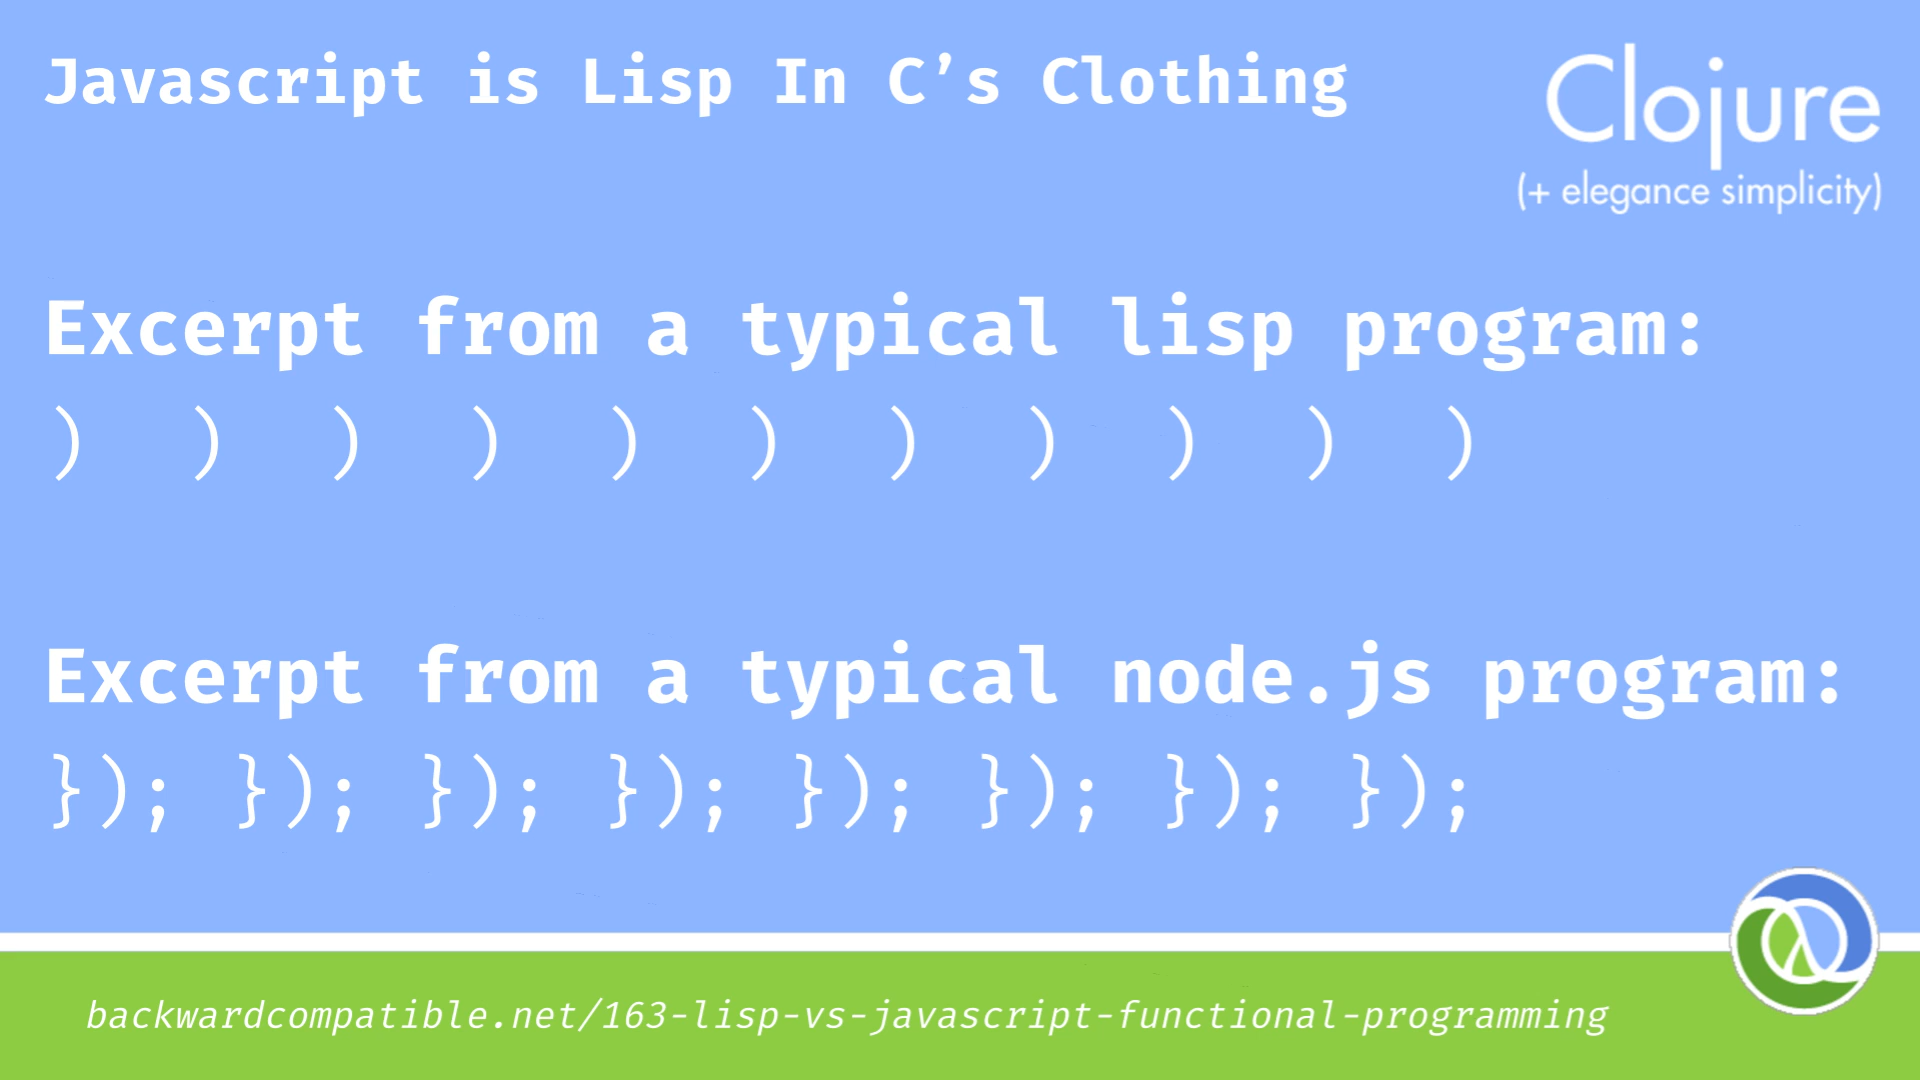 Javascript is Lisp In C’s Clothing
Clojure
(+ elegance simplicity)
Excerpt from a typical lisp program:
) ) ) ) ) ) ) ) ) ) )
Excerpt from a typical node.js program:
}); }); }); }); }); }); }); });
backwardcompatible.net/163-lisp-vs-javascript-functional-programming